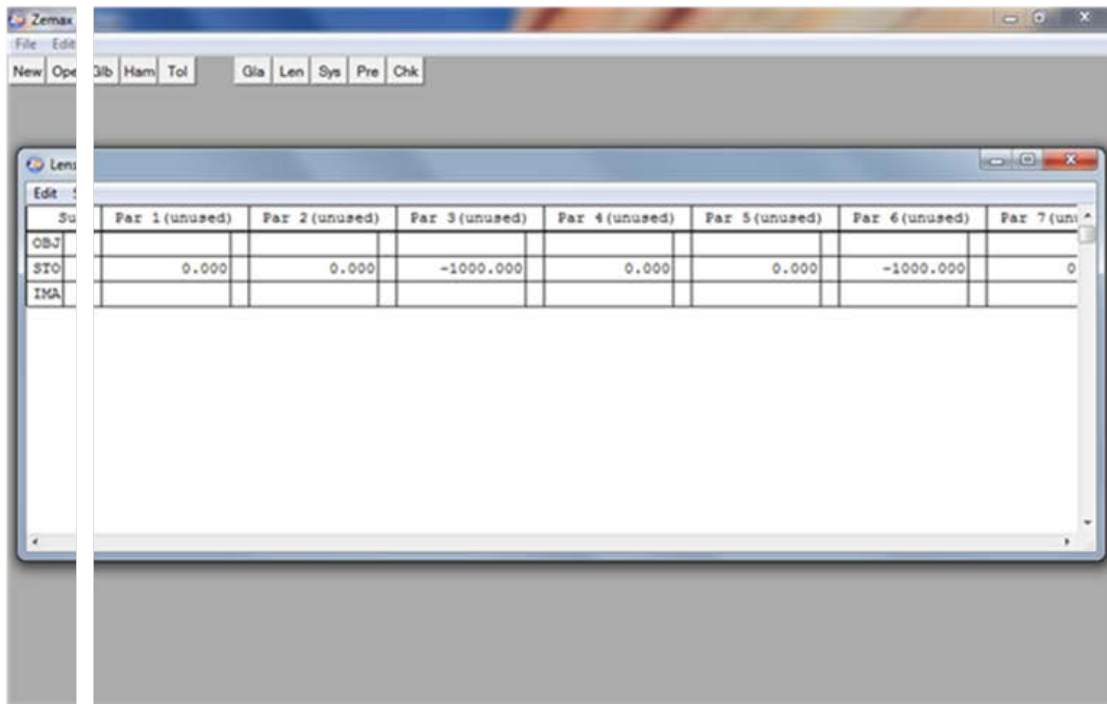 Zemax
File Edit
New Ope Glb Ham Tol Gla Len Sys Pre Chk
Lens
Edit S
Su Par 1(unused) Par 2(unused) Par 3(unused) Par 4(unused) Par 5(unused) Par 6(unused) Par 7(unu
OBJ
STO 0.000 0.000 -1000.000 0.000 0.000 -1000.000 0
IMA